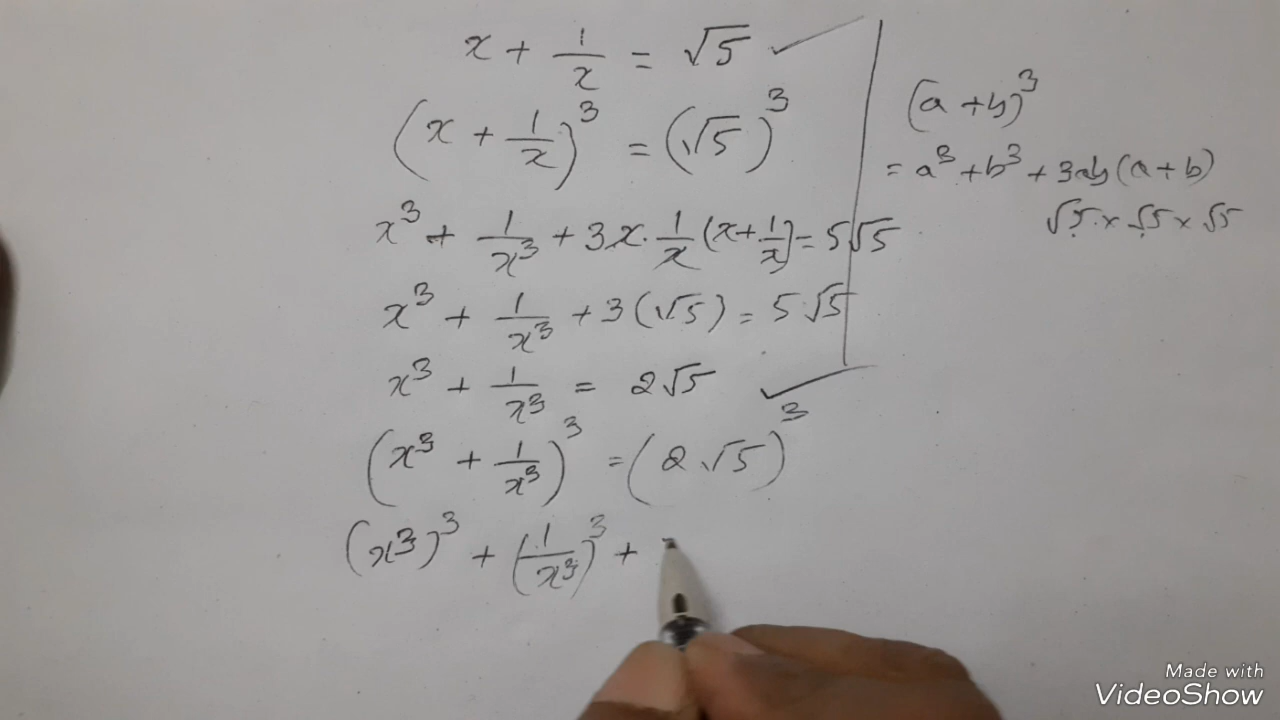 x + 1/x = √5 ✓
(x + 1/x)³ = (√5)³
x³ + 1/x³ + 3x · 1/x (x + 1/x) = 5√5
x³ + 1/x³ + 3(√5) = 5√5
x³ + 1/x³ = 2√5 ✓
(x³ + 1/x³)³ = (2√5)³
(x³)³ + (1/x³)³ +
(a + b)³
= a³ + b³ + 3ab(a + b)
√5 × √5 × √5
Made with
VideoShow